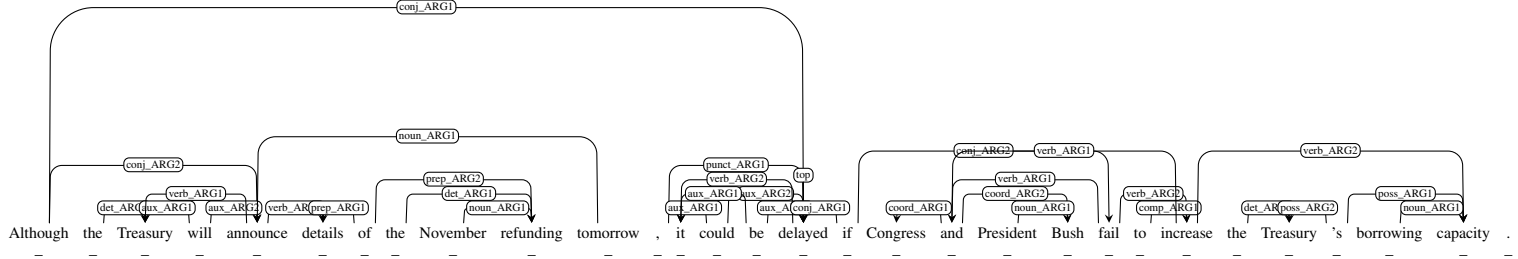 conj_ARG1
noun_ARG1
conj_ARG2 verb_ARG1 verb_ARG2
conj_ARG2 punct_ARG1 top
prep_ARG2 verb_ARG2 verb_ARG1
verb_ARG1 det_ARG1 aux_ARG1 aux_ARG2 coord_ARG2 verb_ARG2 poss_ARG1
aux_ARG1 aux_ARG2 prep_ARG1 noun_ARG1 aux_ARG1 conj_ARG1 coord_ARG1 noun_ARG1 comp_ARG1 poss_ARG2 noun_ARG1
Although the Treasury will announce details of the November refunding tomorrow , it could be delayed if Congress and President Bush fail to increase the Treasury 's borrowing capacity .
_ _ _ _ _ _ _ _ _ _ _ _ _ _ _ _ _ _ _ _ _ _ _ _ _ _ _ _ _ _ _